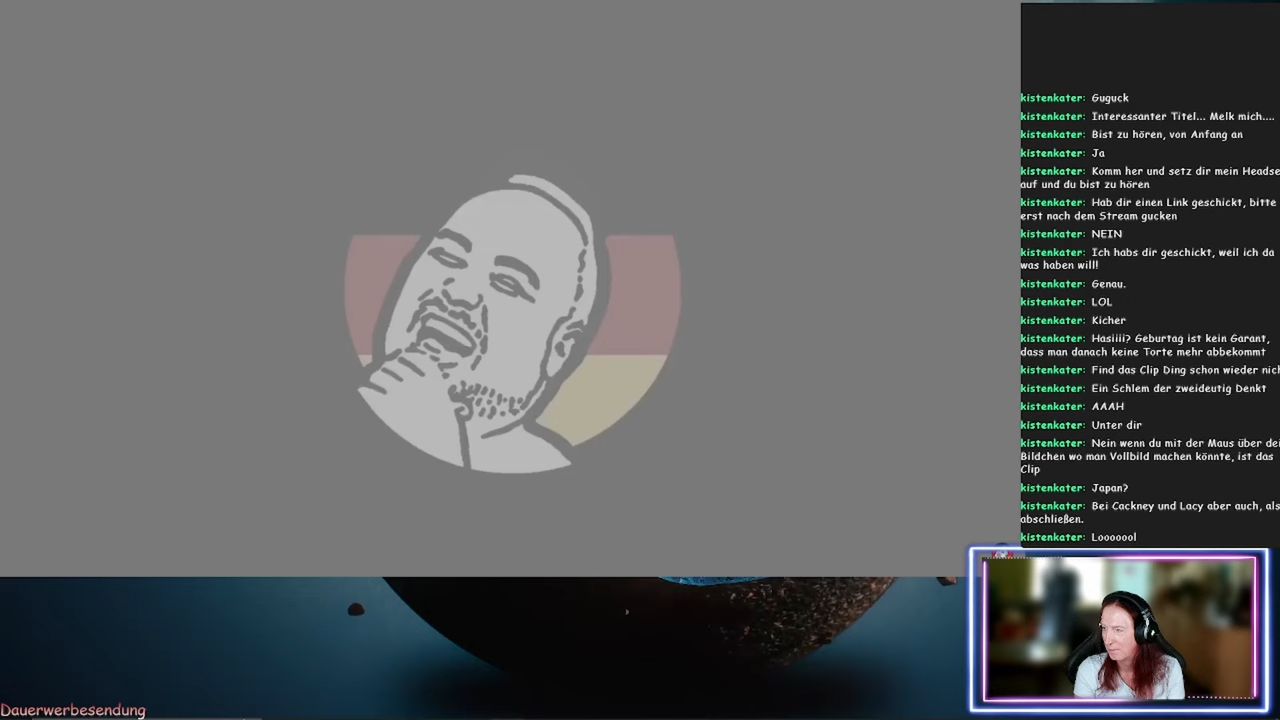 kistenkater: Guguck
kistenkater: Interessanter Titel... Melk mich....
kistenkater: Bist zu hören, von Anfang an
kistenkater: Ja
kistenkater: Komm her und setz dir mein Headse
auf und du bist zu hören
kistenkater: Hab dir einen Link geschickt, bitte
erst nach dem Stream gucken
kistenkater: NEIN
kistenkater: Ich habs dir geschickt, weil ich da
was haben will!
kistenkater: Genau.
kistenkater: LOL
kistenkater: Kicher
kistenkater: Hasiiii? Geburtag ist kein Garant,
dass man danach keine Torte mehr abbekommt
kistenkater: Find das Clip Ding schon wieder nich
kistenkater: Ein Schlem der zweideutig Denkt
kistenkater: AAAH
kistenkater: Unter dir
kistenkater: Nein wenn du mit der Maus über dei
Bildchen wo man Vollbild machen könnte, ist das
Clip
kistenkater: Japan?
kistenkater: Bei Cackney und Lacy aber auch, als
abschließen.
kistenkater: Looooool
Dauerwerbesendung